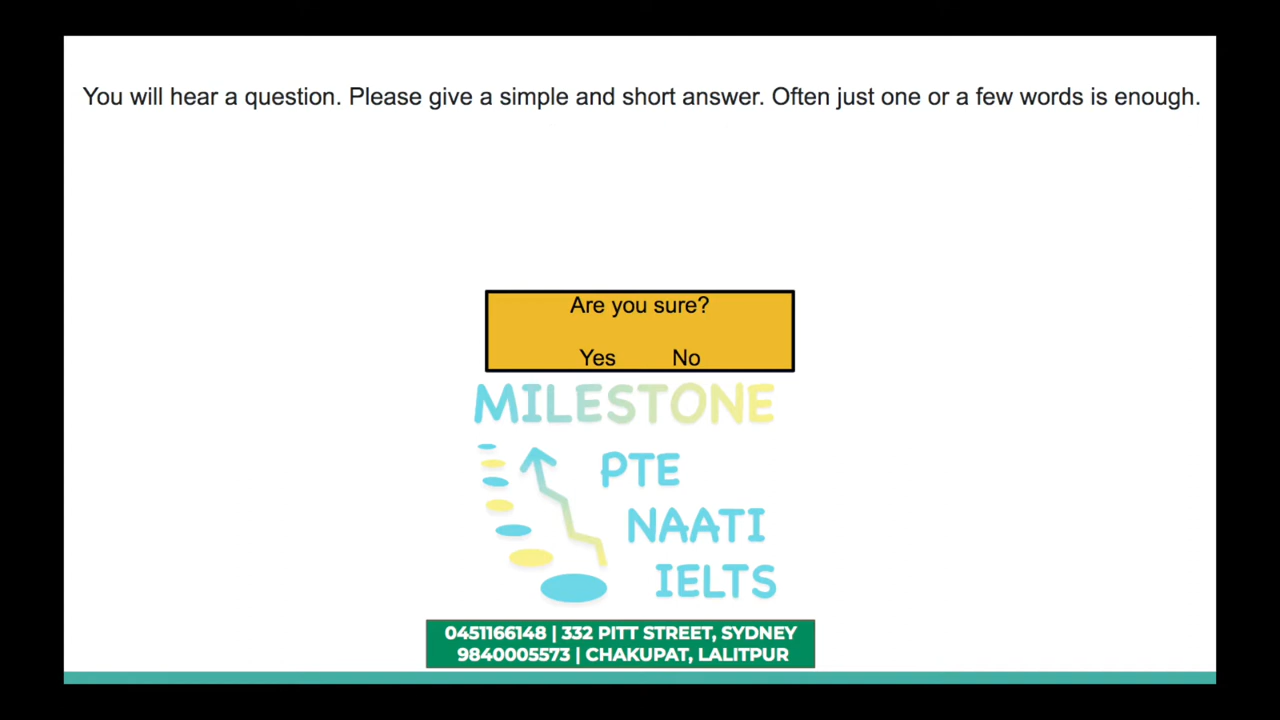 You will hear a question. Please give a simple and short answer. Often just one or a few words is enough.
Are you sure?
Yes No
MILESTONE
PTE
NAATI
IELTS
0451166148 | 332 PITT STREET, SYDNEY
9840005573 | CHAKUPAT, LALITPUR